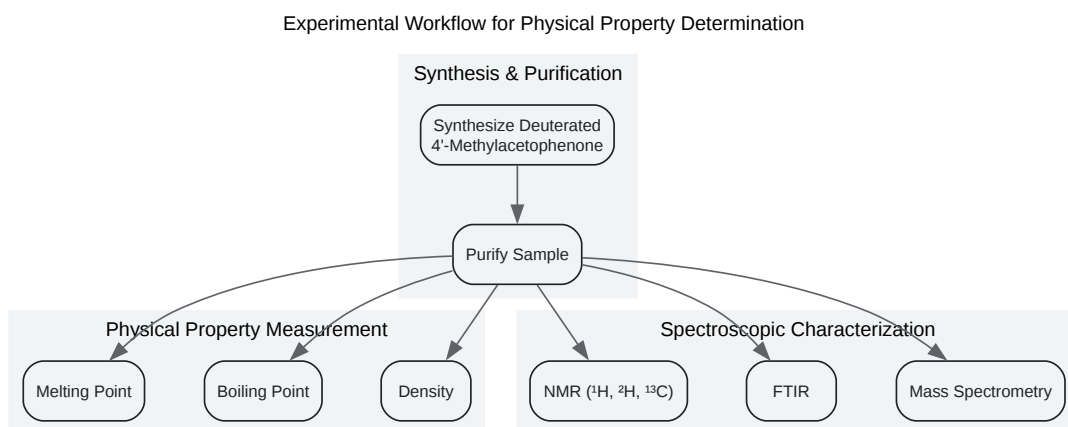 Experimental Workflow for Physical Property Determination
Synthesis & Purification
Synthesize Deuterated
4'-Methylacetophenone
Purify Sample
Physical Property Measurement
Spectroscopic Characterization
Melting Point
Boiling Point
Density
NMR (¹H, ²H, ¹³C)
FTIR
Mass Spectrometry